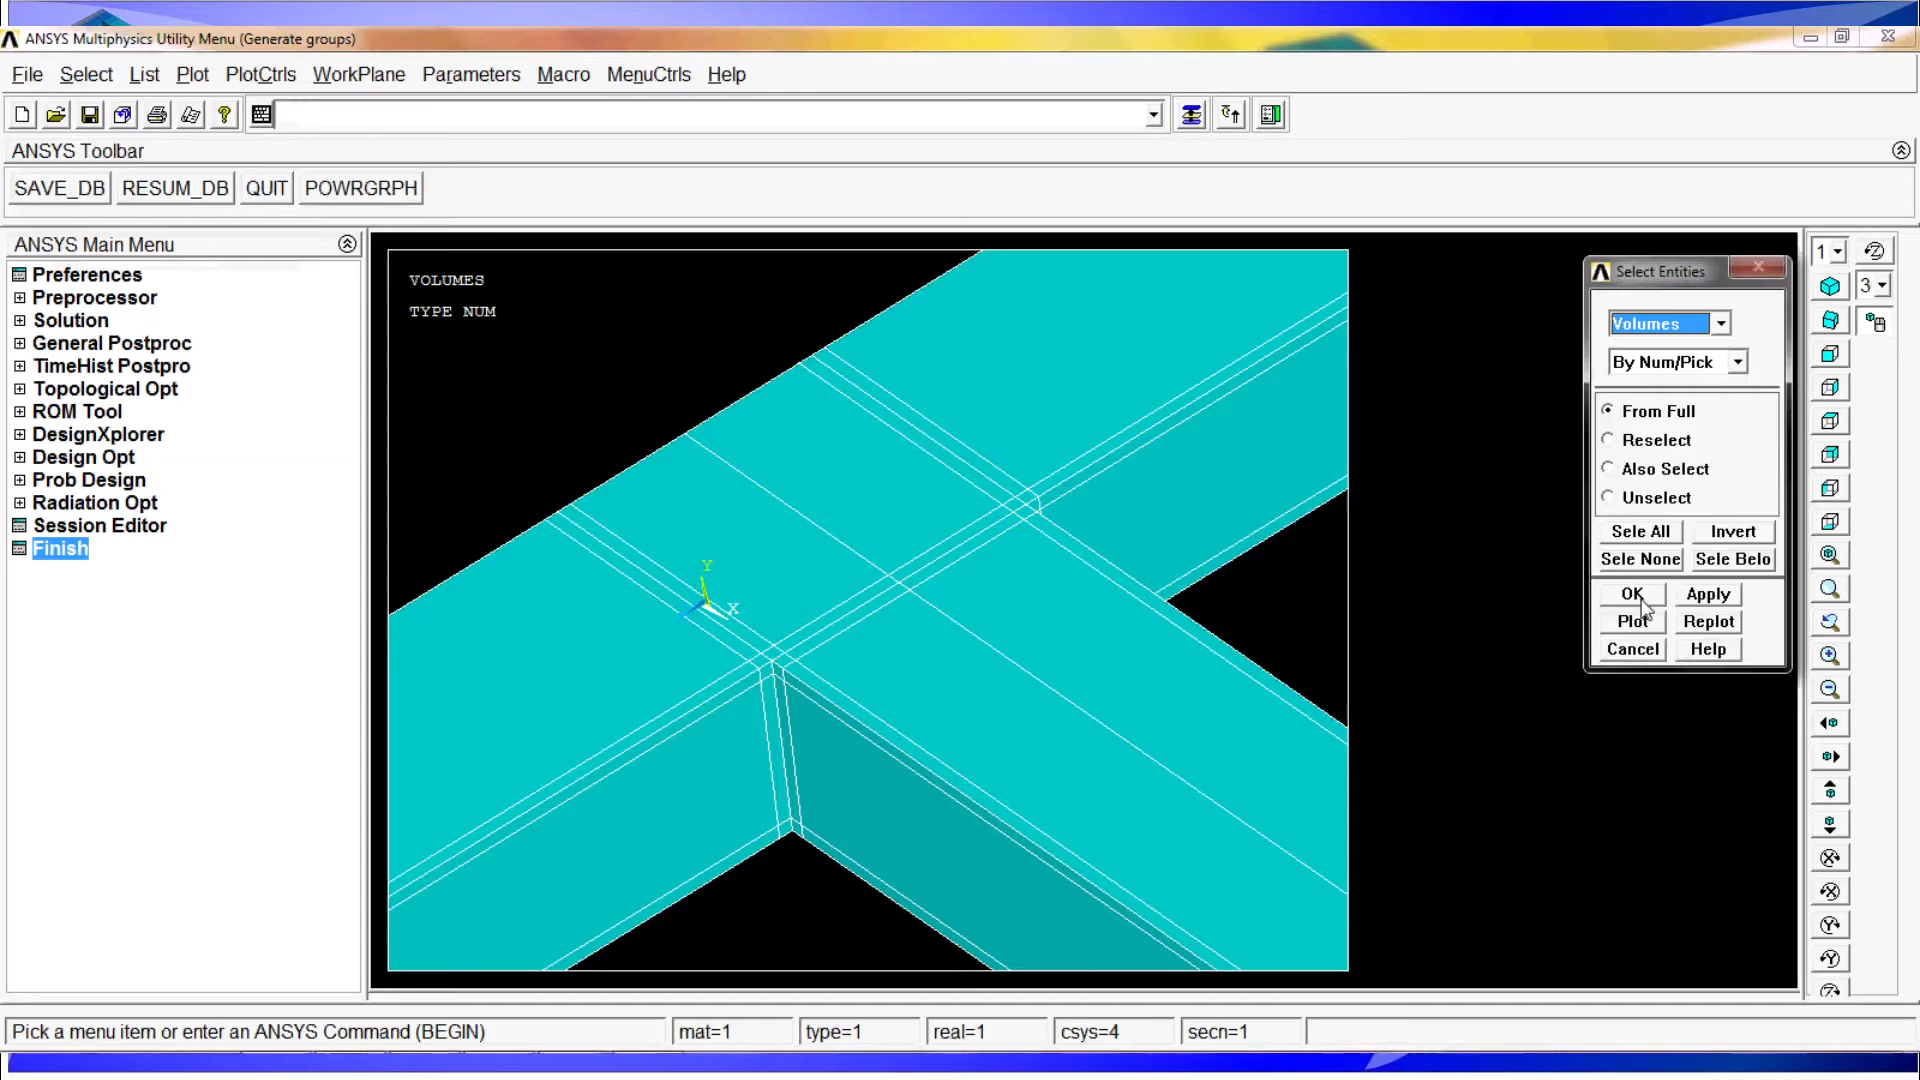 ANSYS Multiphysics Utility Menu (Generate groups)
File Select List Plot PlotCtrls WorkPlane Parameters Macro MenuCtrls Help
ANSYS Toolbar
SAVE_DB RESUM_DB QUIT POWRGRPH
ANSYS Main Menu
Preferences
Preprocessor
Solution
General Postproc
TimeHist Postpro
Topological Opt
ROM Tool
DesignXplorer
Design Opt
Prob Design
Radiation Opt
Session Editor
Finish
VOLUMES
TYPE NUM
Y
X
Select Entities
Volumes
By Num/Pick
From Full
Reselect
Also Select
Unselect
Sele All Invert
Sele None Sele Belo
OK Apply
Plot Replot
Cancel Help
1
3
Pick a menu item or enter an ANSYS Command (BEGIN) mat=1 type=1 real=1 csys=4 secn=1